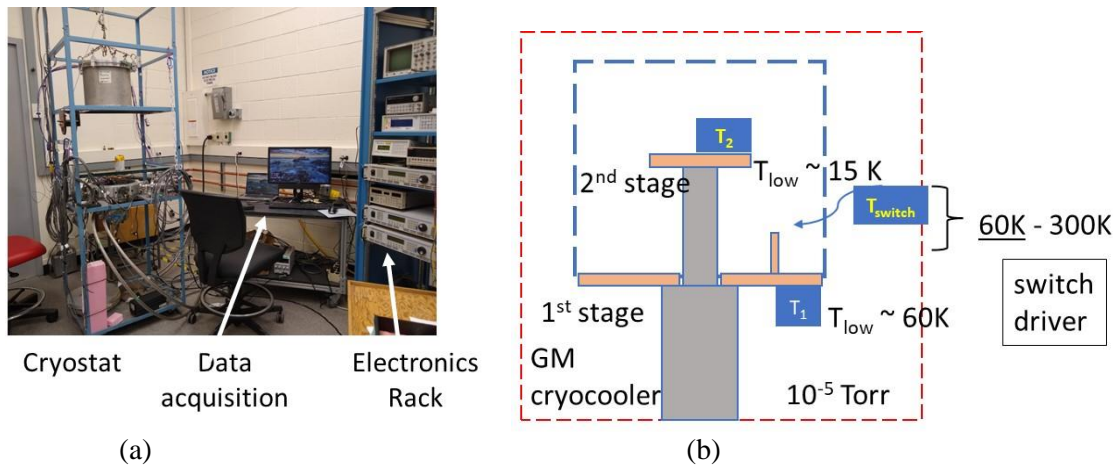 NOTICE
Cryostat
Data
acquisition
Electronics
Rack
(a)
T2
2nd stage
Tlow ~ 15 K
Tswitch
60K - 300K
switch
driver
1st stage
T1
Tlow ~ 60K
GM
cryocooler
10-5 Torr
(b)